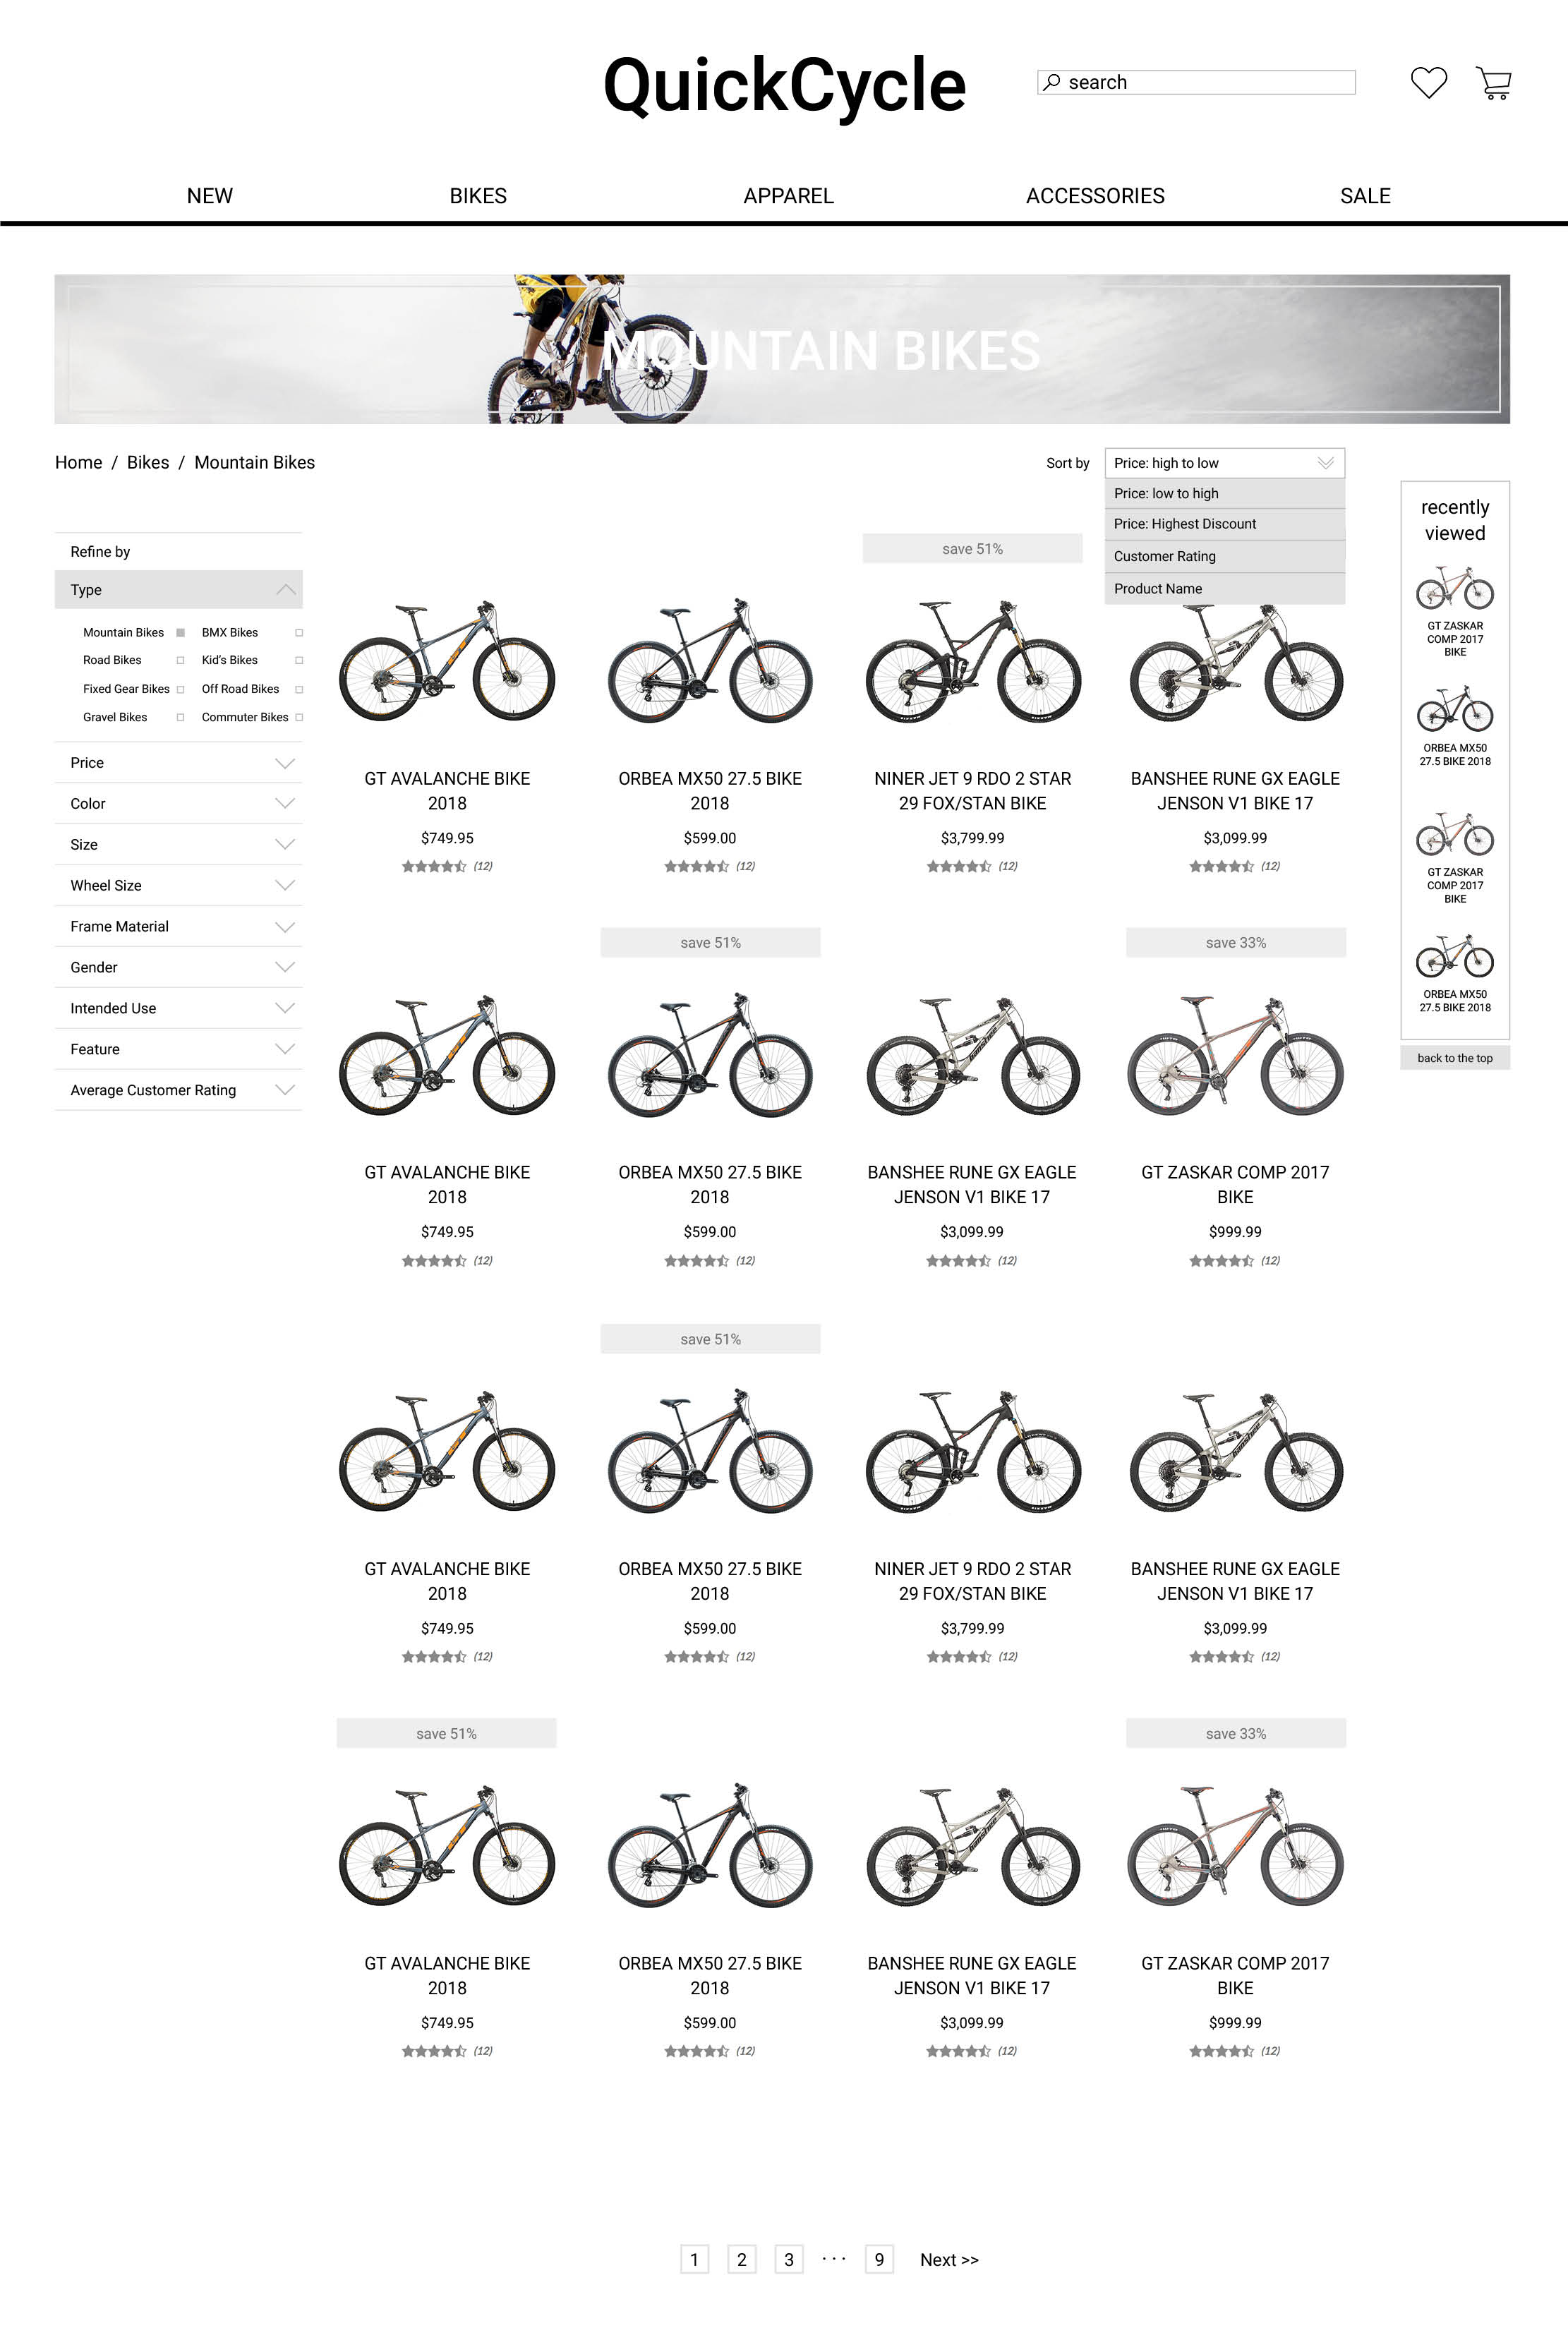 QuickCycle
search
NEW BIKES APPAREL ACCESSORIES SALE
MOUNTAIN BIKES
Home / Bikes / Mountain Bikes
Sort by
Price: high to low
Price: low to high
Price: Highest Discount
Customer Rating
Product Name
Refine by
Type
Mountain Bikes BMX Bikes
Road Bikes Kid's Bikes
Fixed Gear Bikes Off Road Bikes
Gravel Bikes Commuter Bikes
Price
Color
Size
Wheel Size
Frame Material
Gender
Intended Use
Feature
Average Customer Rating
save 51%
GT AVALANCHE BIKE
2018
$749.95
(12)
ORBEA MX50 27.5 BIKE
2018
$599.00
(12)
NINER JET 9 RDO 2 STAR
29 FOX/STAN BIKE
$3,799.99
(12)
banshee
BANSHEE RUNE GX EAGLE
JENSON V1 BIKE 17
$3,099.99
(12)
GT AVALANCHE BIKE
2018
$749.95
(12)
save 51%
ORBEA MX50 27.5 BIKE
2018
$599.00
(12)
banshee
BANSHEE RUNE GX EAGLE
JENSON V1 BIKE 17
$3,099.99
(12)
save 33%
GT ZASKAR COMP 2017
BIKE
$999.99
(12)
GT AVALANCHE BIKE
2018
$749.95
(12)
save 51%
ORBEA MX50 27.5 BIKE
2018
$599.00
(12)
NINER JET 9 RDO 2 STAR
29 FOX/STAN BIKE
$3,799.99
(12)
banshee
BANSHEE RUNE GX EAGLE
JENSON V1 BIKE 17
$3,099.99
(12)
save 51%
GT AVALANCHE BIKE
2018
$749.95
(12)
ORBEA MX50 27.5 BIKE
2018
$599.00
(12)
banshee
BANSHEE RUNE GX EAGLE
JENSON V1 BIKE 17
$3,099.99
(12)
save 33%
GT ZASKAR COMP 2017
BIKE
$999.99
(12)
recently
viewed
GT ZASKAR
COMP 2017
BIKE
ORBEA MX50
27.5 BIKE 2018
GT ZASKAR
COMP 2017
BIKE
ORBEA MX50
27.5 BIKE 2018
back to the top
1 2 3 ... 9 Next >>